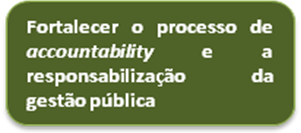 Fortalecer o processo de
accountability e a
responsabilização da
gestão pública